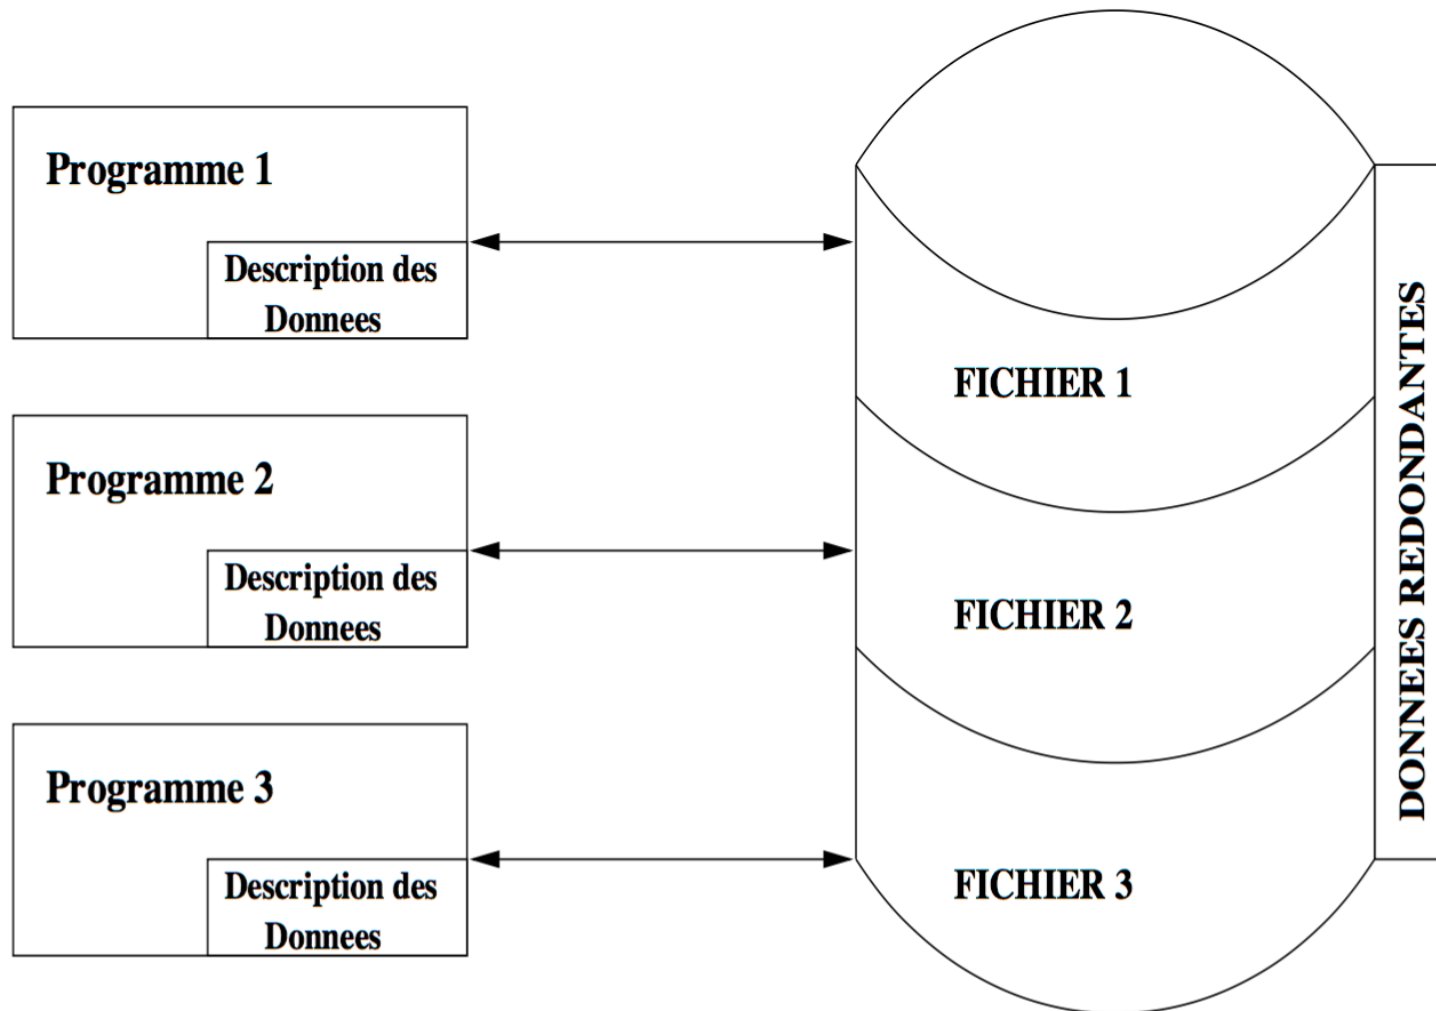 Programme 1
Description des
Donnees
FICHIER 1
Programme 2
Description des
Donnees
FICHIER 2
Programme 3
Description des
Donnees
FICHIER 3
DONNEES REDONDANTES